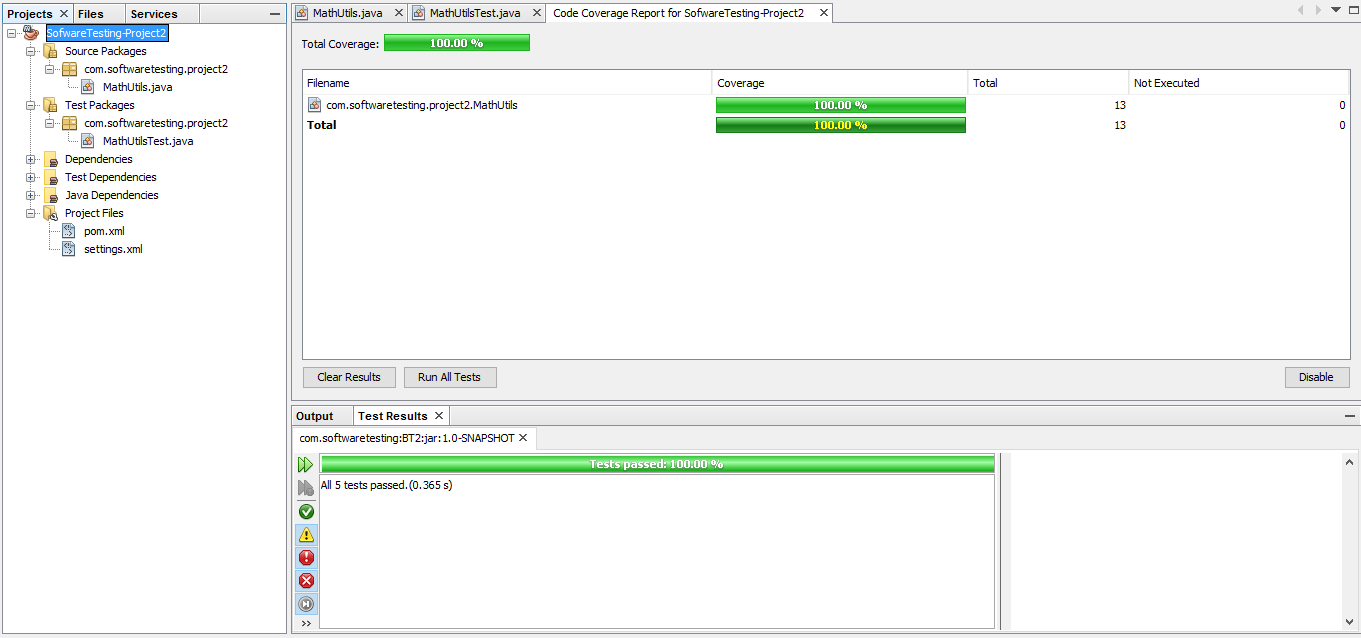 Projects Files Services
SofwareTesting-Project2
Source Packages
com.softwaretesting.project2
MathUtils.java
Test Packages
com.softwaretesting.project2
MathUtilsTest.java
Dependencies
Test Dependencies
Java Dependencies
Project Files
pom.xml
settings.xml
MathUtils.java MathUtilsTest.java Code Coverage Report for SofwareTesting-Project2
Total Coverage: 100.00 %
Filename Coverage Total Not Executed
com.softwaretesting.project2.MathUtils 100.00 % 13 0
Total 100.00 % 13 0
Clear Results Run All Tests Disable
Output Test Results
com.softwaretesting:BT2:jar:1.0-SNAPSHOT
Tests passed: 100.00 %
All 5 tests passed.(0.365 s)